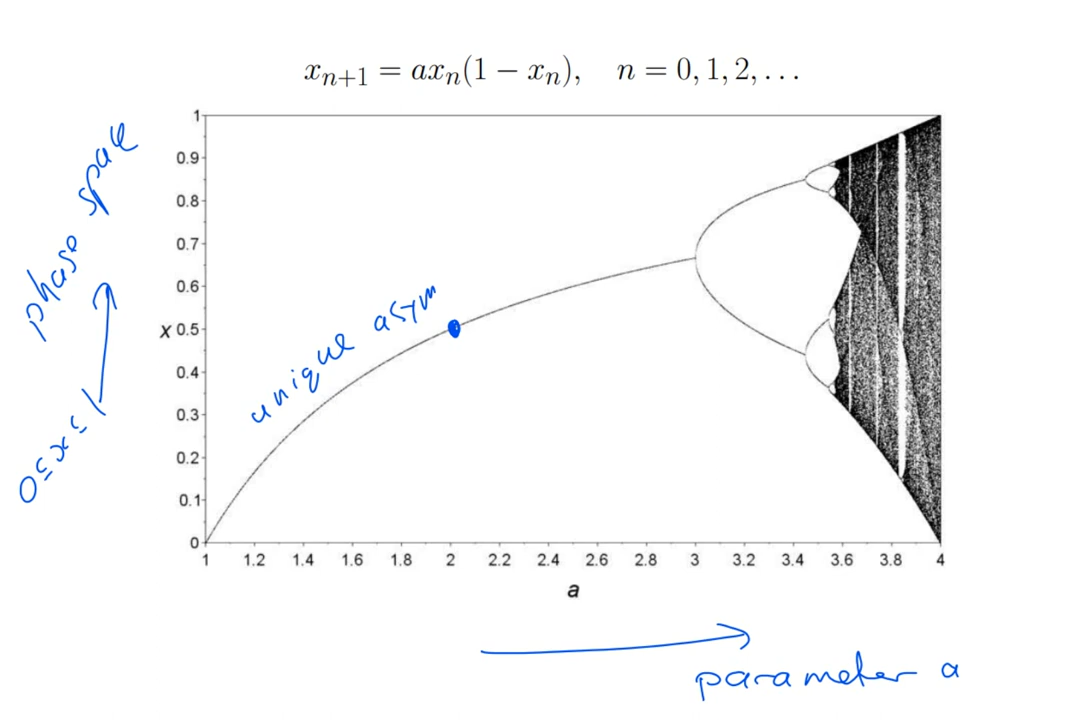 xₙ₊₁ = axₙ(1 − xₙ), n = 0, 1, 2, . . .
phase space
0 ≤ x ≤ 1
unique asym
1
0.9
0.8
0.7
0.6
x 0.5
0.4
0.3
0.2
0.1
0
1 1.2 1.4 1.6 1.8 2 2.2 2.4 2.6 2.8 3 3.2 3.4 3.6 3.8 4
a
parameter a